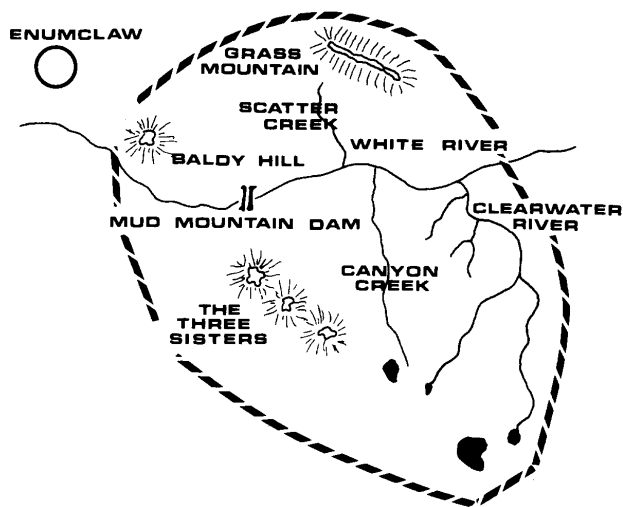 ENUMCLAW
GRASS
MOUNTAIN
SCATTER
CREEK
WHITE RIVER
BALDY HILL
CLEARWATER
RIVER
MUD MOUNTAIN DAM
CANYON
CREEK
THE
THREE
SISTERS